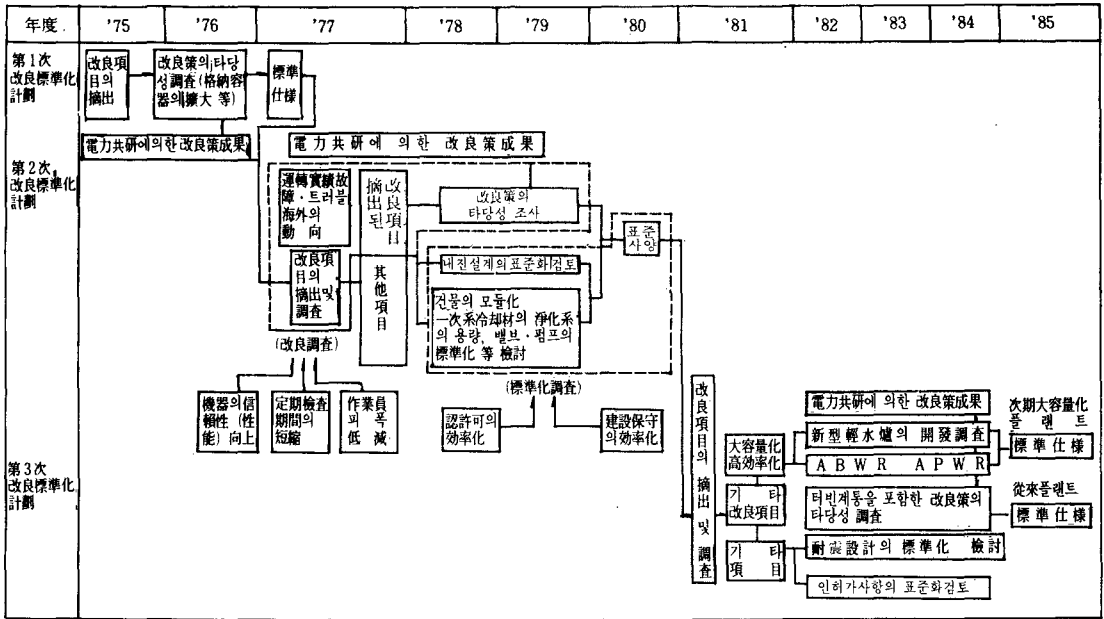 年度
'75
'76
'77
'78
'79
'80
'81
'82
'83
'84
'85
第1次
改良標準化
計劃
改良項
目의
摘出
改良策의 타당
性調査(格納容
器의擴大 等)
標準
仕様
電力共硏에의한 改良策成果
電力共硏에 의한 改良策成果
第2次
改良標準化
計劃
運轉實績故
障·트러블
海外의
動 向
改良項目
摘出된
其他項目
改良項
目의
摘出및
調査
(改良調査)
改良策의
타당성 조사
내진설계의표준화검토
건물의 모듈化
一次系冷却材의 淨化系
의 용량, 밸브·펌프의
標準化 等 檢討
표준
사양
(標準化調査)
機器의信
賴性 (性
能) 向上
定期檢査
期間의
短縮
作業員
피 폭
低 減
認許可의
効率化
建設保守
의効率化
第3次
改良標準化
計劃
改良項目의 摘出 및 調査
大容量化
高効率化
기 타
改良項目
기 타
項 目
電力共研에 의한 改良策成果
新型輕水爐의 開發調査
ABWR APWR
터빈계통을 포함한 改良策의
타당성 調査
耐震設計의 標準化 檢討
인허가사항의 표준화검토
次期大容量化
플 랜 트
標準仕様
從來플랜트
標準仕様